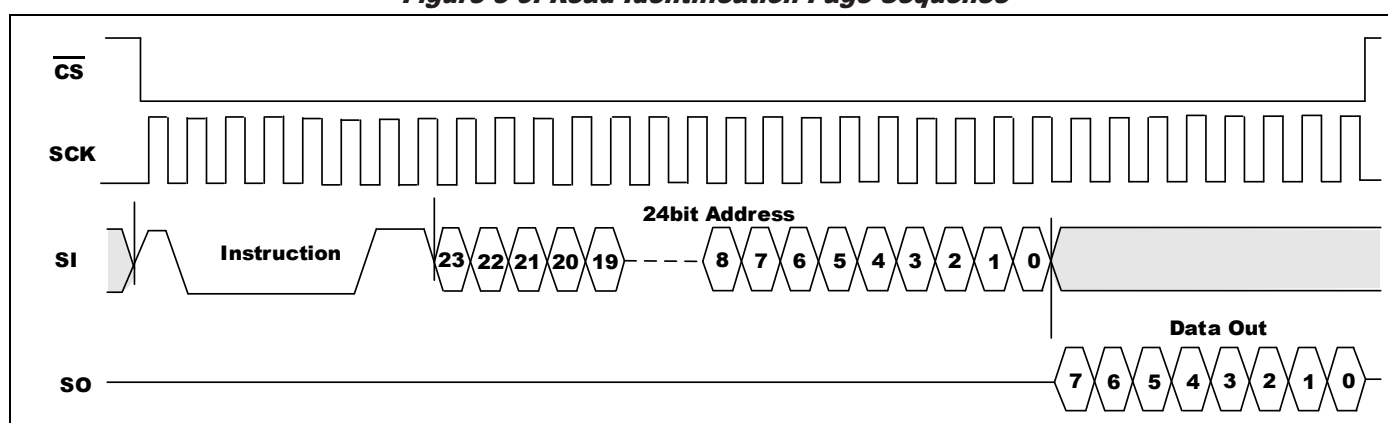 Figure 6-9. Read Identification Page Sequence
CS
SCK
24bit Address
SI
Instruction
23 22 21 20 19 8 7 6 5 4 3 2 1 0
Data Out
SO
7 6 5 4 3 2 1 0